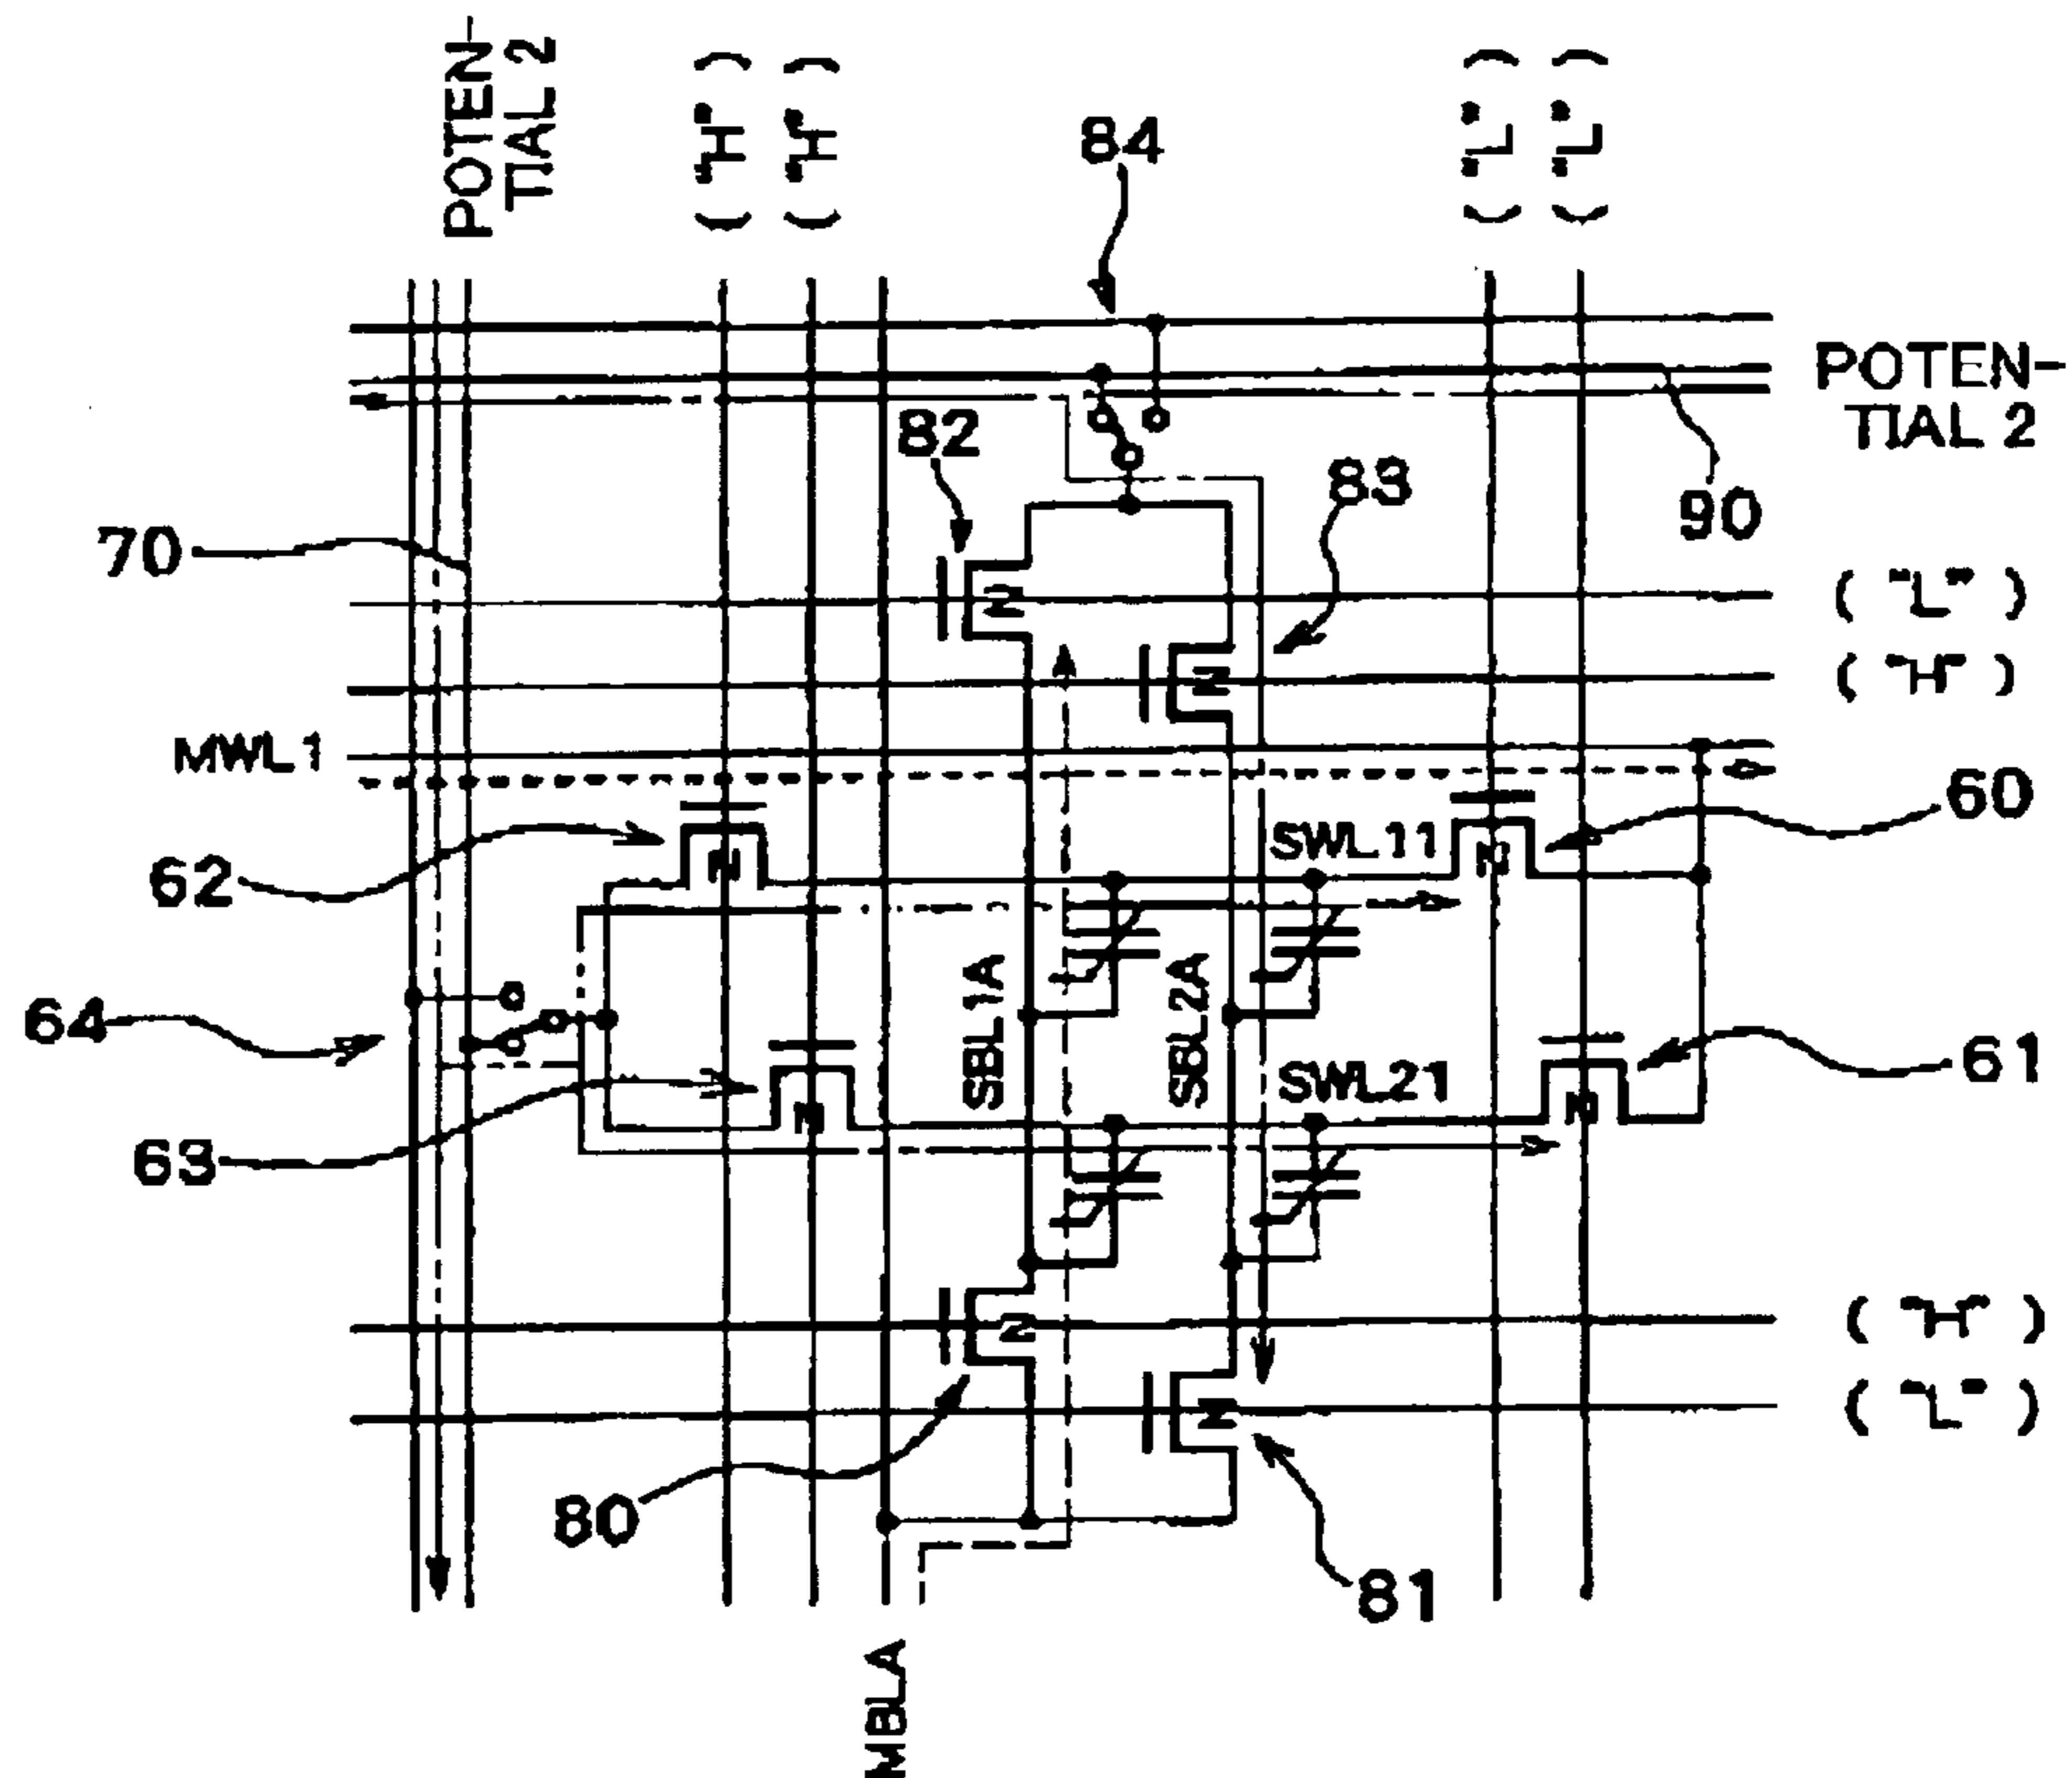 POTEN-
TIAL 2
("H")
("H")
84
("L")
("L")
POTEN-
TIAL 2
82
83
90
70
("L")
("H")
MWL1
60
62
N
N
SWL11
N
N
64
SBL1A
SBL2A
61
63
N
SWL21
N
("H")
N
("L")
N
80
81
MBLA